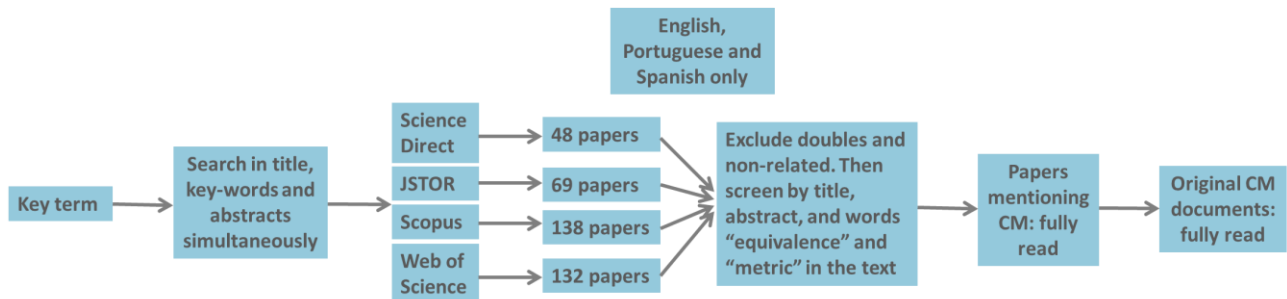 English,
Portuguese and
Spanish only
Key term
Search in title,
key-words and
abstracts
simultaneously
Science
Direct
JSTOR
Scopus
Web of
Science
48 papers
69 papers
138 papers
132 papers
Exclude doubles and
non-related. Then
screen by title,
abstract, and words
“equivalence” and
“metric” in the text
Papers
mentioning
CM: fully
read
Original CM
documents:
fully read